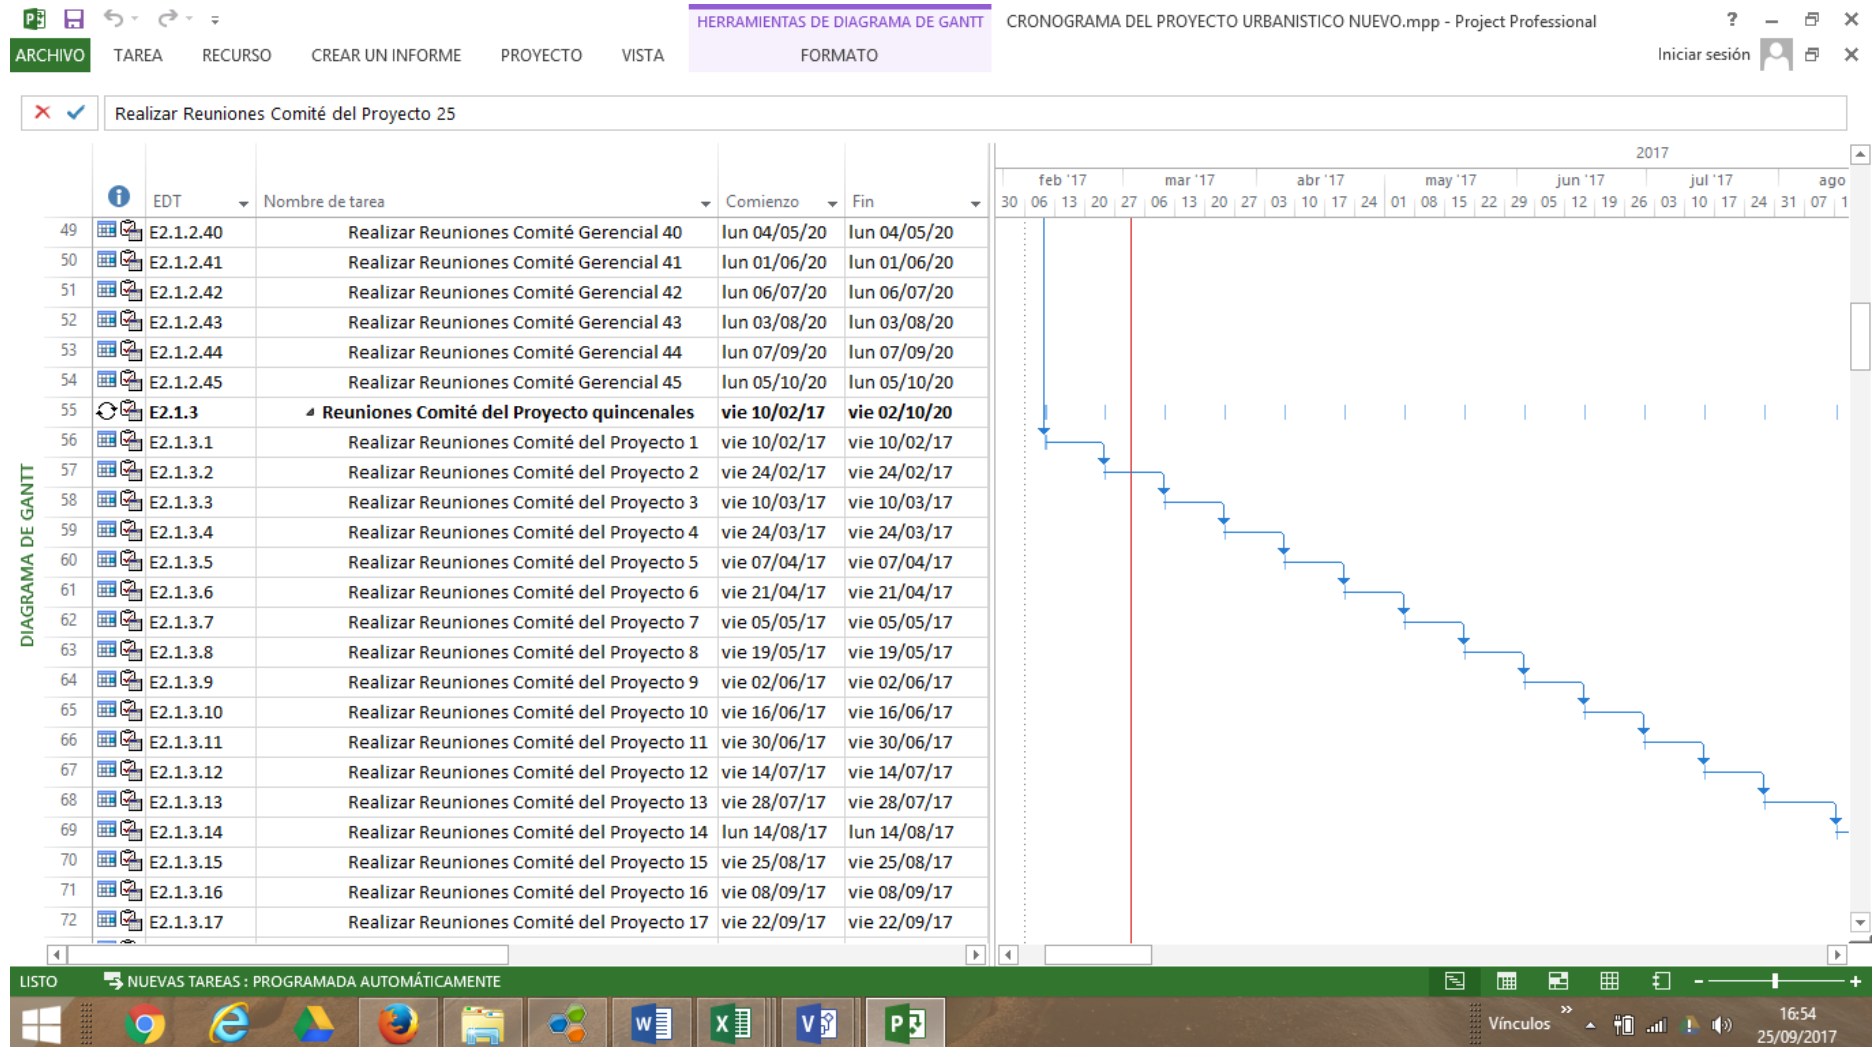 HERRAMIENTAS DE DIAGRAMA DE GANTT CRONOGRAMA DEL PROYECTO URBANISTICO NUEVO.mpp - Project Professional
ARCHIVO TAREA RECURSO CREAR UN INFORME PROYECTO VISTA FORMATO Iniciar sesión
Realizar Reuniones Comité del Proyecto 25
2017
feb '17 mar '17 abr '17 may '17 jun '17 jul '17 ago
EDT Nombre de tarea Comienzo Fin 30 06 13 20 27 06 13 20 27 03 10 17 24 01 08 15 22 29 05 12 19 26 03 10 17 24 31 07 1
49 E2.1.2.40 Realizar Reuniones Comité Gerencial 40 lun 04/05/20 lun 04/05/20
50 E2.1.2.41 Realizar Reuniones Comité Gerencial 41 lun 01/06/20 lun 01/06/20
51 E2.1.2.42 Realizar Reuniones Comité Gerencial 42 lun 06/07/20 lun 06/07/20
52 E2.1.2.43 Realizar Reuniones Comité Gerencial 43 lun 03/08/20 lun 03/08/20
53 E2.1.2.44 Realizar Reuniones Comité Gerencial 44 lun 07/09/20 lun 07/09/20
54 E2.1.2.45 Realizar Reuniones Comité Gerencial 45 lun 05/10/20 lun 05/10/20
55 E2.1.3 Reuniones Comité del Proyecto quincenales vie 10/02/17 vie 02/10/20
56 E2.1.3.1 Realizar Reuniones Comité del Proyecto 1 vie 10/02/17 vie 10/02/17
57 E2.1.3.2 Realizar Reuniones Comité del Proyecto 2 vie 24/02/17 vie 24/02/17
58 E2.1.3.3 Realizar Reuniones Comité del Proyecto 3 vie 10/03/17 vie 10/03/17
59 E2.1.3.4 Realizar Reuniones Comité del Proyecto 4 vie 24/03/17 vie 24/03/17
60 E2.1.3.5 Realizar Reuniones Comité del Proyecto 5 vie 07/04/17 vie 07/04/17
61 E2.1.3.6 Realizar Reuniones Comité del Proyecto 6 vie 21/04/17 vie 21/04/17
62 E2.1.3.7 Realizar Reuniones Comité del Proyecto 7 vie 05/05/17 vie 05/05/17
63 E2.1.3.8 Realizar Reuniones Comité del Proyecto 8 vie 19/05/17 vie 19/05/17
64 E2.1.3.9 Realizar Reuniones Comité del Proyecto 9 vie 02/06/17 vie 02/06/17
65 E2.1.3.10 Realizar Reuniones Comité del Proyecto 10 vie 16/06/17 vie 16/06/17
66 E2.1.3.11 Realizar Reuniones Comité del Proyecto 11 vie 30/06/17 vie 30/06/17
67 E2.1.3.12 Realizar Reuniones Comité del Proyecto 12 vie 14/07/17 vie 14/07/17
68 E2.1.3.13 Realizar Reuniones Comité del Proyecto 13 vie 28/07/17 vie 28/07/17
69 E2.1.3.14 Realizar Reuniones Comité del Proyecto 14 lun 14/08/17 lun 14/08/17
70 E2.1.3.15 Realizar Reuniones Comité del Proyecto 15 vie 25/08/17 vie 25/08/17
71 E2.1.3.16 Realizar Reuniones Comité del Proyecto 16 vie 08/09/17 vie 08/09/17
72 E2.1.3.17 Realizar Reuniones Comité del Proyecto 17 vie 22/09/17 vie 22/09/17
DIAGRAMA DE GANTT
LISTO NUEVAS TAREAS : PROGRAMADA AUTOMÁTICAMENTE
Vínculos 16:54
25/09/2017